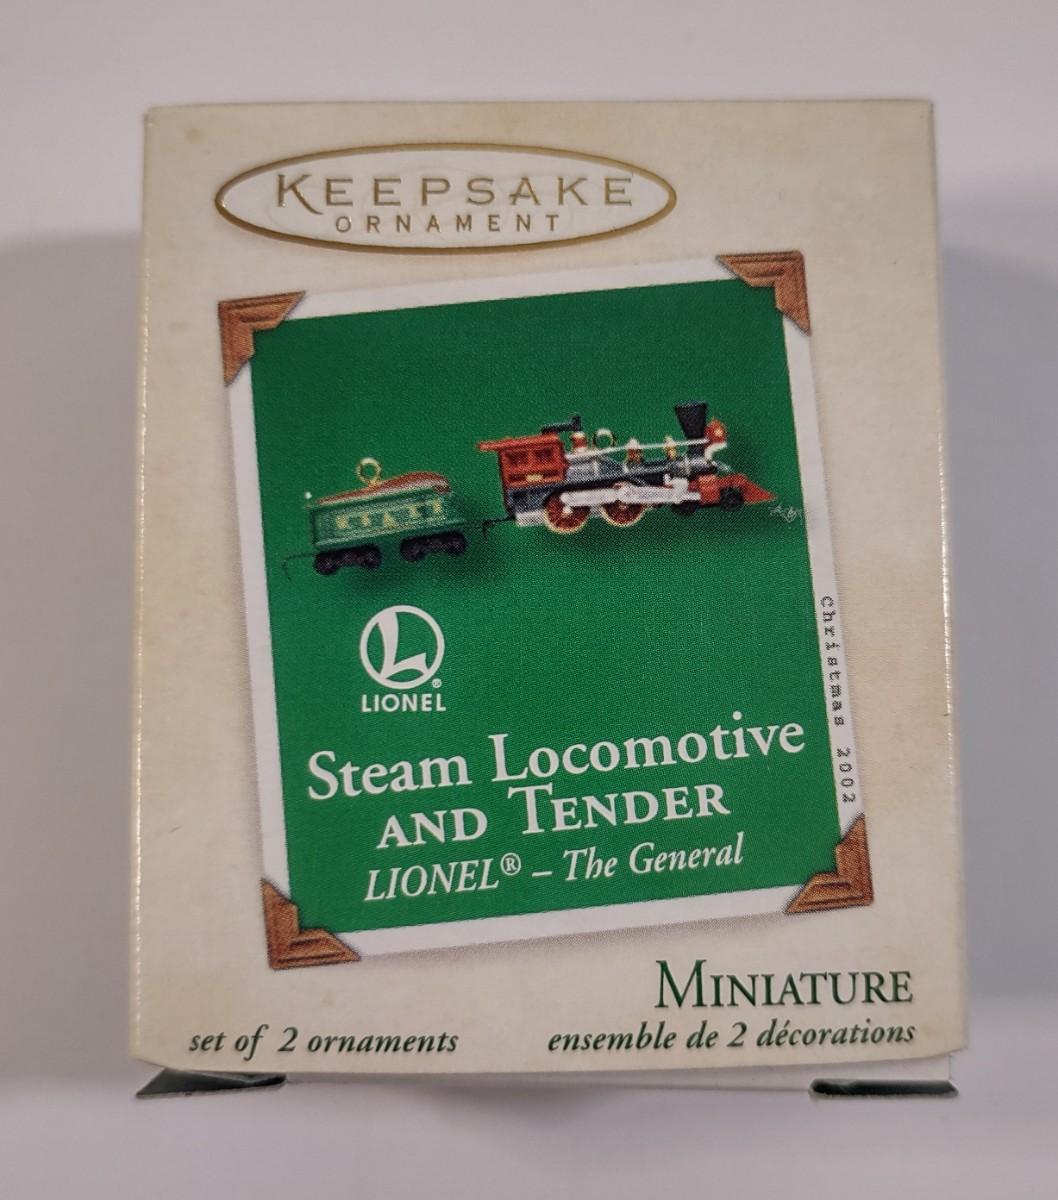 KEEPSAKE
ORNAMENT
LIONEL
Steam Locomotive
AND TENDER
LIONEL® – The General
Christmas 2002
MINIATURE
set of 2 ornaments
ensemble de 2 décorations